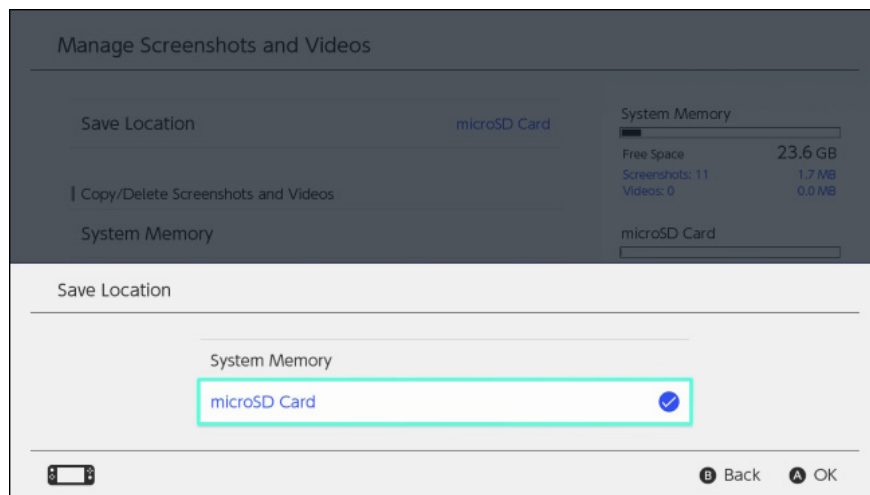 Manage Screenshots and Videos
Save Location microSD Card
System Memory
Free Space 23.6 GB
Screenshots: 11 1.7 MB
Videos: 0 0.0 MB
Copy/Delete Screenshots and Videos
System Memory
microSD Card
Save Location
System Memory
microSD Card
B Back A OK